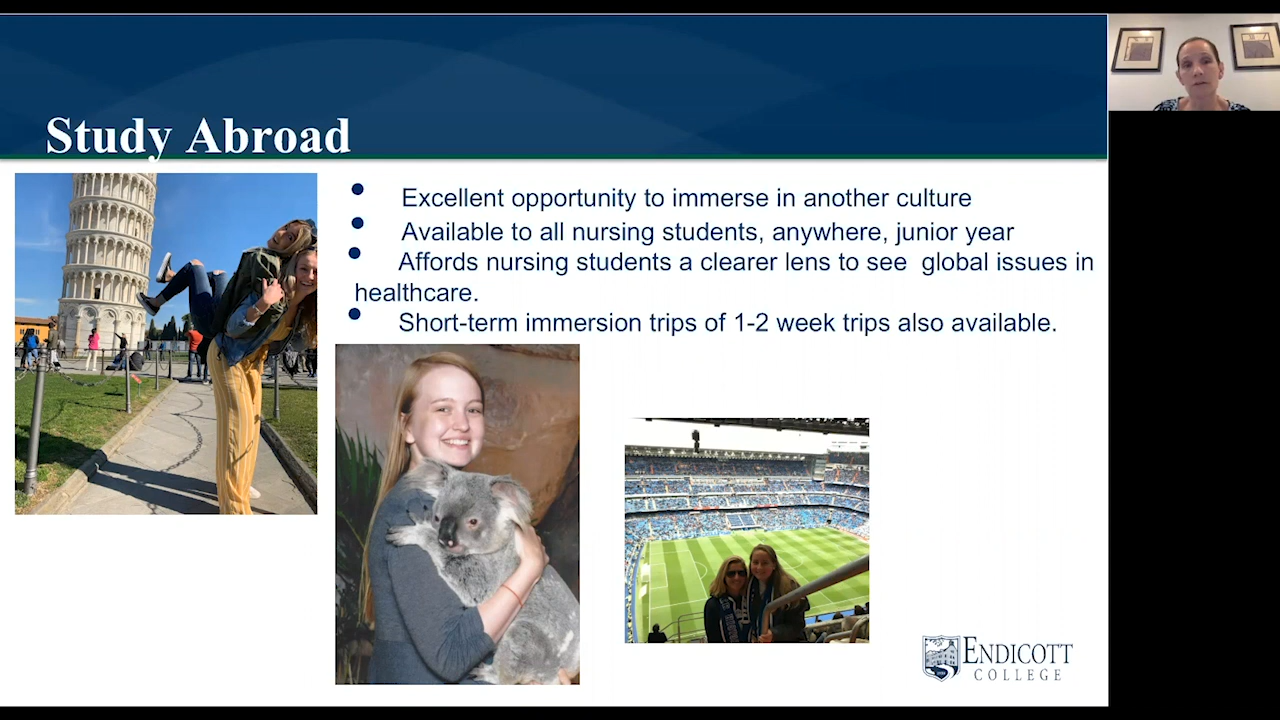 Study Abroad
• Excellent opportunity to immerse in another culture
• Available to all nursing students, anywhere, junior year
• Affords nursing students a clearer lens to see global issues in
healthcare.
• Short-term immersion trips of 1-2 week trips also available.
ENDICOTT
COLLEGE